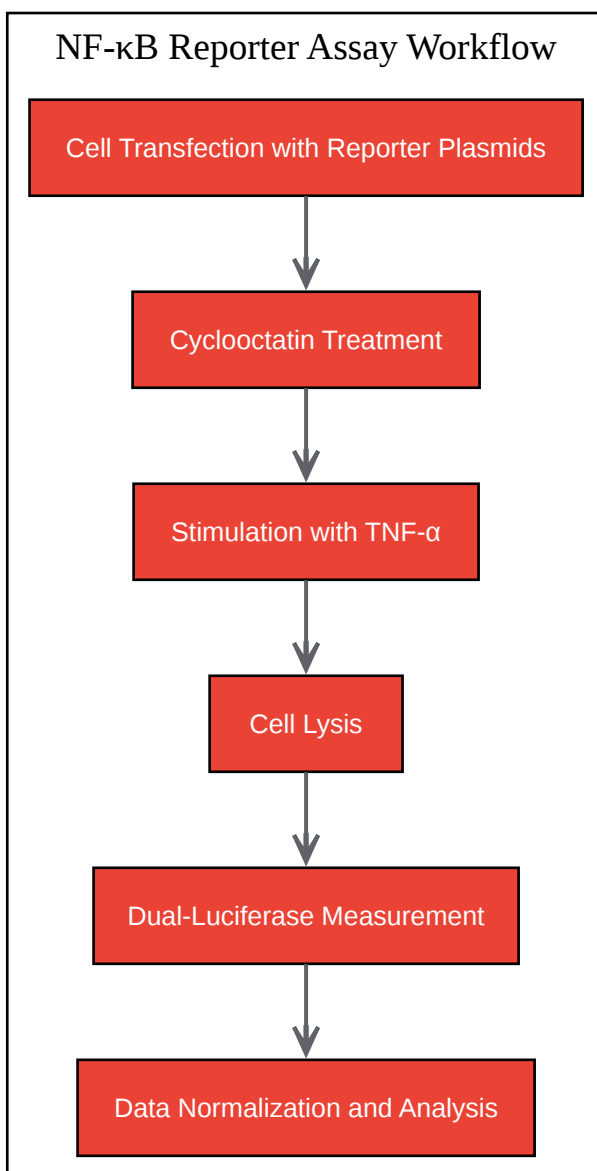 NF-κB Reporter Assay Workflow
Cell Transfection with Reporter Plasmids
Cyclooctatin Treatment
Stimulation with TNF-α
Cell Lysis
Dual-Luciferase Measurement
Data Normalization and Analysis